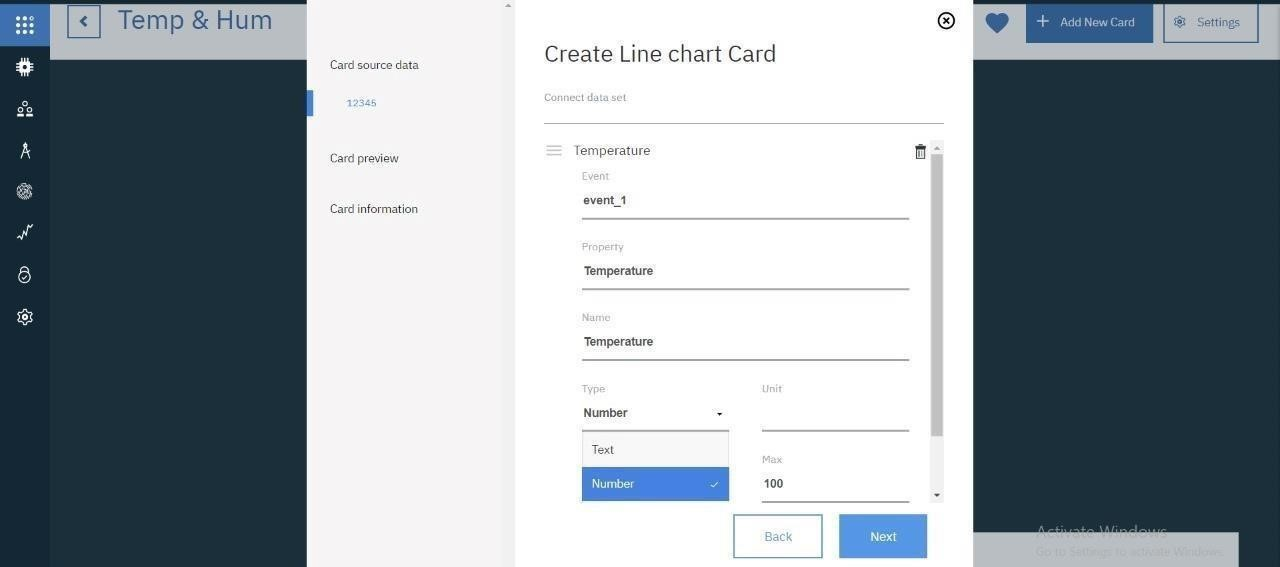 Temp & Hum
Add New Card
Settings
Card source data
12345
Card preview
Card information
Create Line chart Card
Connect data set
Temperature
Event
event_1
Property
Temperature
Name
Temperature
Type
Unit
Number
Text
Number
Max
100
Back
Next
Activate Windows
Go to Settings to activate Windows.